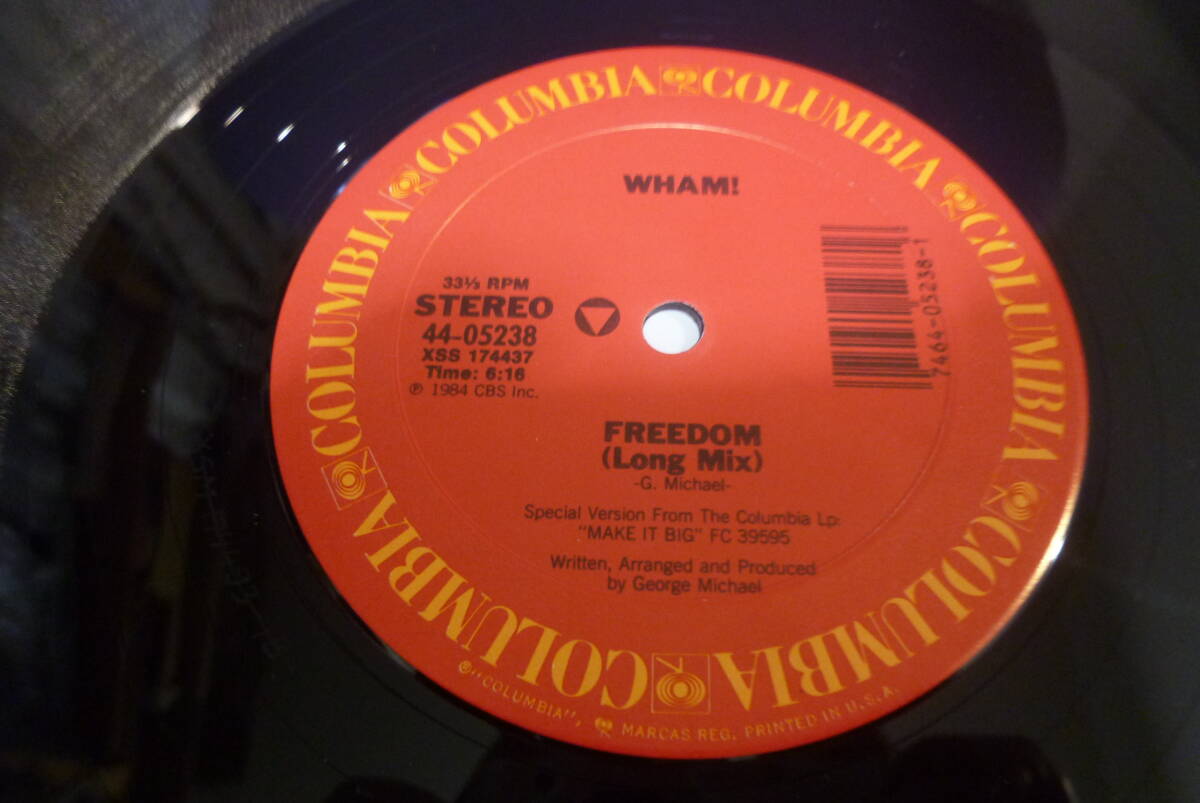 COLUMBIA COLUMBIA COLUMBIA COLUMBIA COLUMBIA COLUMBIA
WHAM!
33⅓ RPM
STEREO
44-05238
XSS 174437
Time: 6:16
℗ 1984 CBS Inc.
7464-05238-1
FREEDOM
(Long Mix)
-G. Michael-
Special Version From The Columbia Lp:
"MAKE IT BIG" FC 39595
Written, Arranged and Produced
by George Michael
®"COLUMBIA", MARCAS REG. PRINTED IN U.S.A.